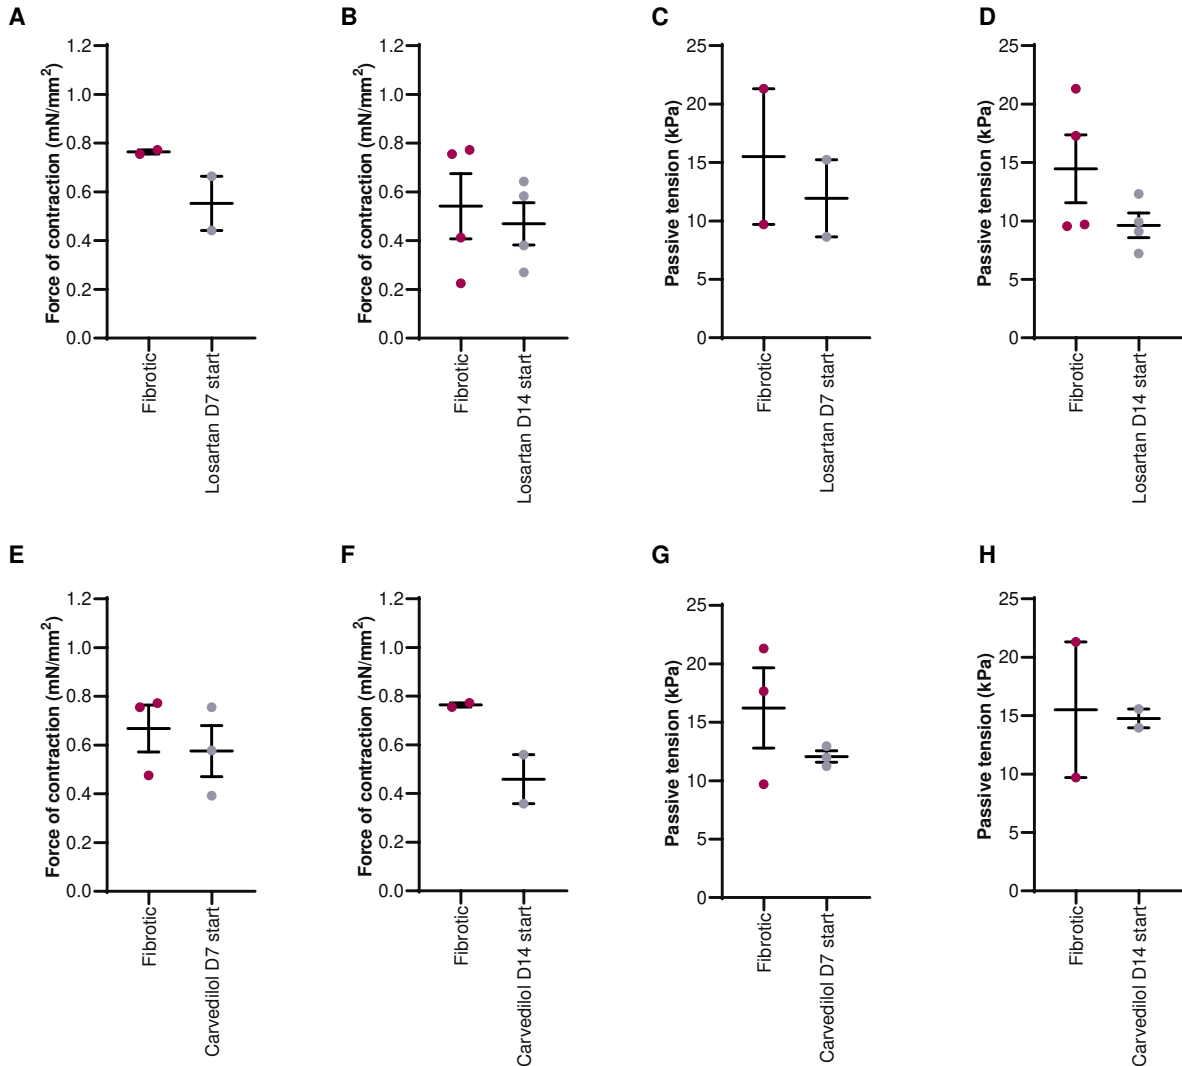 A
B
C
D
Force of contraction (mN/mm²)
1.2
1.0
0.8
0.6
0.4
0.2
0.0
Fibrotic
Losartan D7 start
Force of contraction (mN/mm²)
1.2
1.0
0.8
0.6
0.4
0.2
0.0
Fibrotic
Losartan D14 start
Passive tension (kPa)
25
20
15
10
5
0
Fibrotic
Losartan D7 start
Passive tension (kPa)
25
20
15
10
5
0
Fibrotic
Losartan D14 start
E
F
G
H
Force of contraction (mN/mm²)
1.2
1.0
0.8
0.6
0.4
0.2
0.0
Fibrotic
Carvedilol D7 start
Force of contraction (mN/mm²)
1.2
1.0
0.8
0.6
0.4
0.2
0.0
Fibrotic
Carvedilol D14 start
Passive tension (kPa)
25
20
15
10
5
0
Fibrotic
Carvedilol D7 start
Passive tension (kPa)
25
20
15
10
5
0
Fibrotic
Carvedilol D14 start